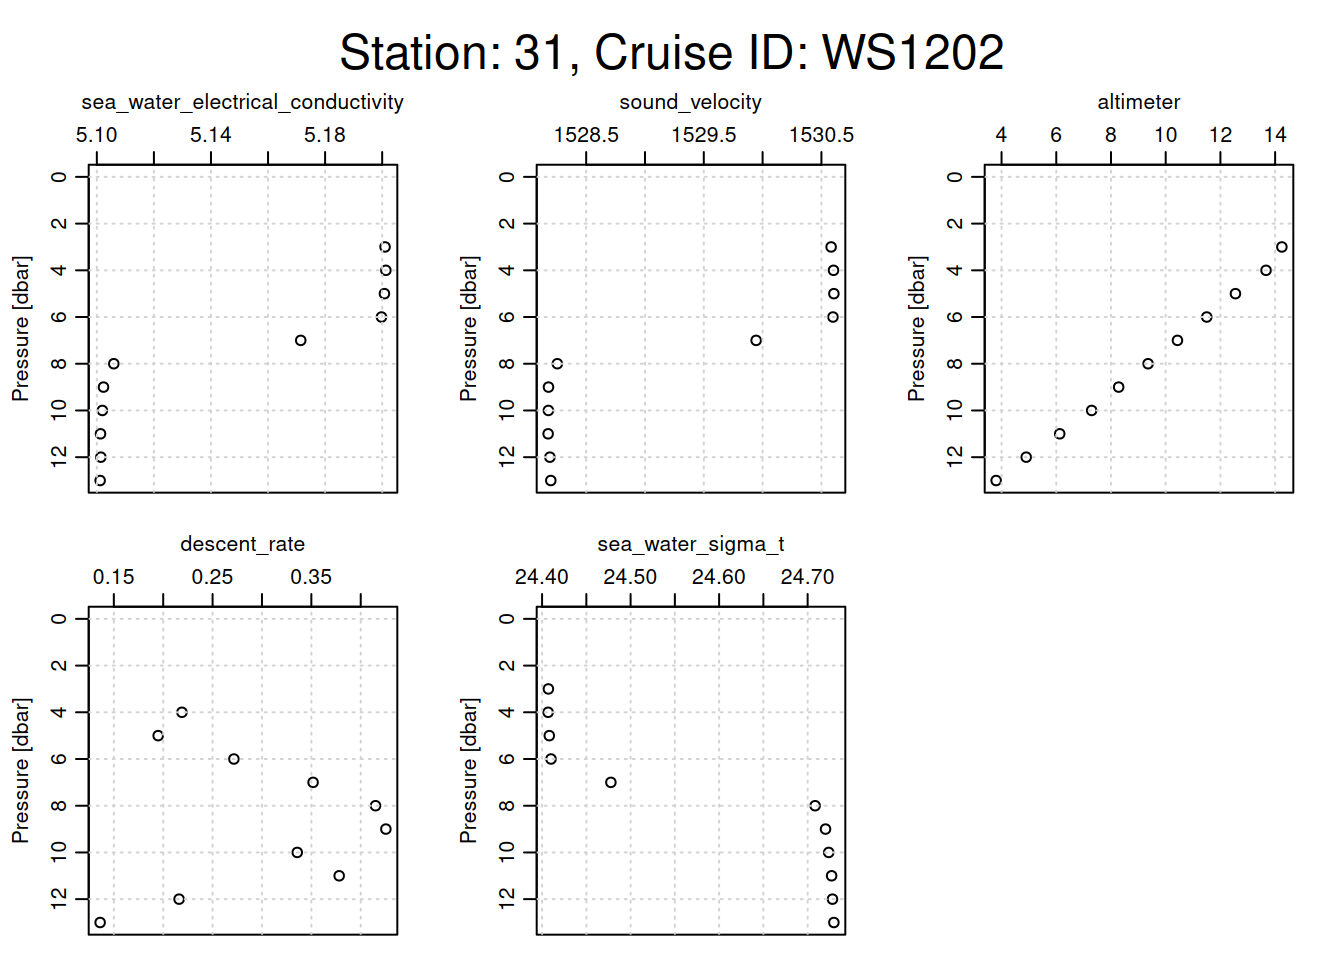 Station: 31, Cruise ID: WS1202
sea_water_electrical_conductivity
5.10 5.14 5.18
Pressure [dbar]
0 2 4 6 8 10 12
sound_velocity
1528.5 1529.5 1530.5
Pressure [dbar]
0 2 4 6 8 10 12
altimeter
4 6 8 10 12 14
Pressure [dbar]
0 2 4 6 8 10 12
descent_rate
0.15 0.25 0.35
Pressure [dbar]
0 2 4 6 8 10 12
sea_water_sigma_t
24.40 24.50 24.60 24.70
Pressure [dbar]
0 2 4 6 8 10 12